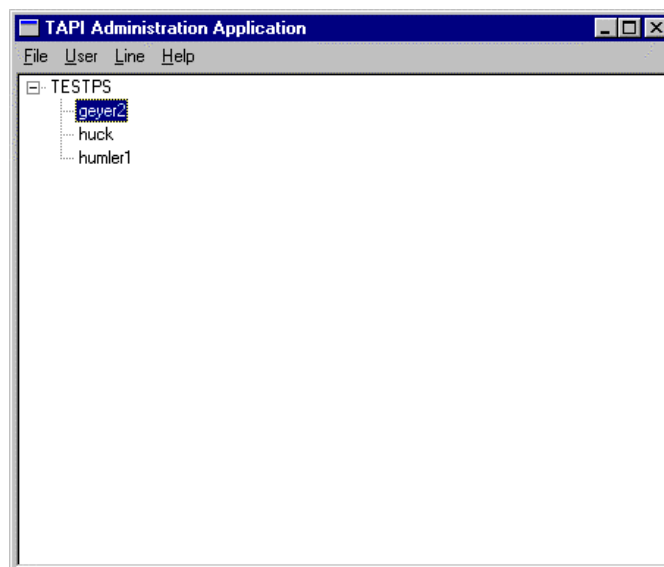 TAPI Administration Application
File User Line Help
TESTPS
geyer2
huck
humler1